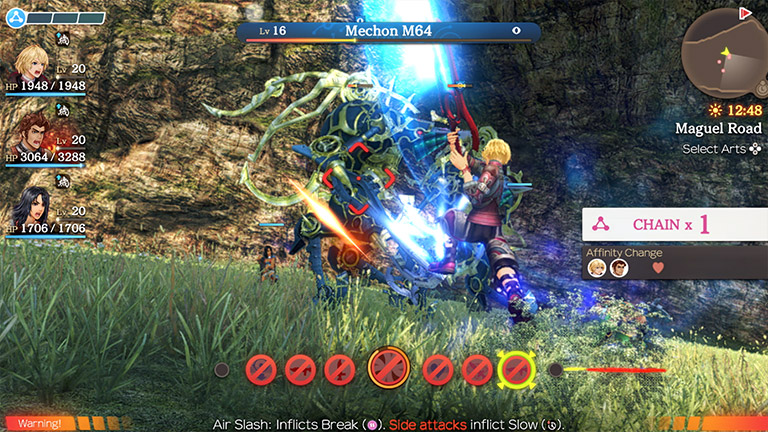 Lv 16 Mechon M64
Lv 20
HP 1948 / 1948
Lv 20
HP 3064 / 3288
Lv 20
HP 1706 / 1706
12:48
Maguel Road
Select Arts
CHAIN x 1
Affinity Change
Warning!
Air Slash: Inflicts Break ( ). Side attacks inflict Slow ( ).